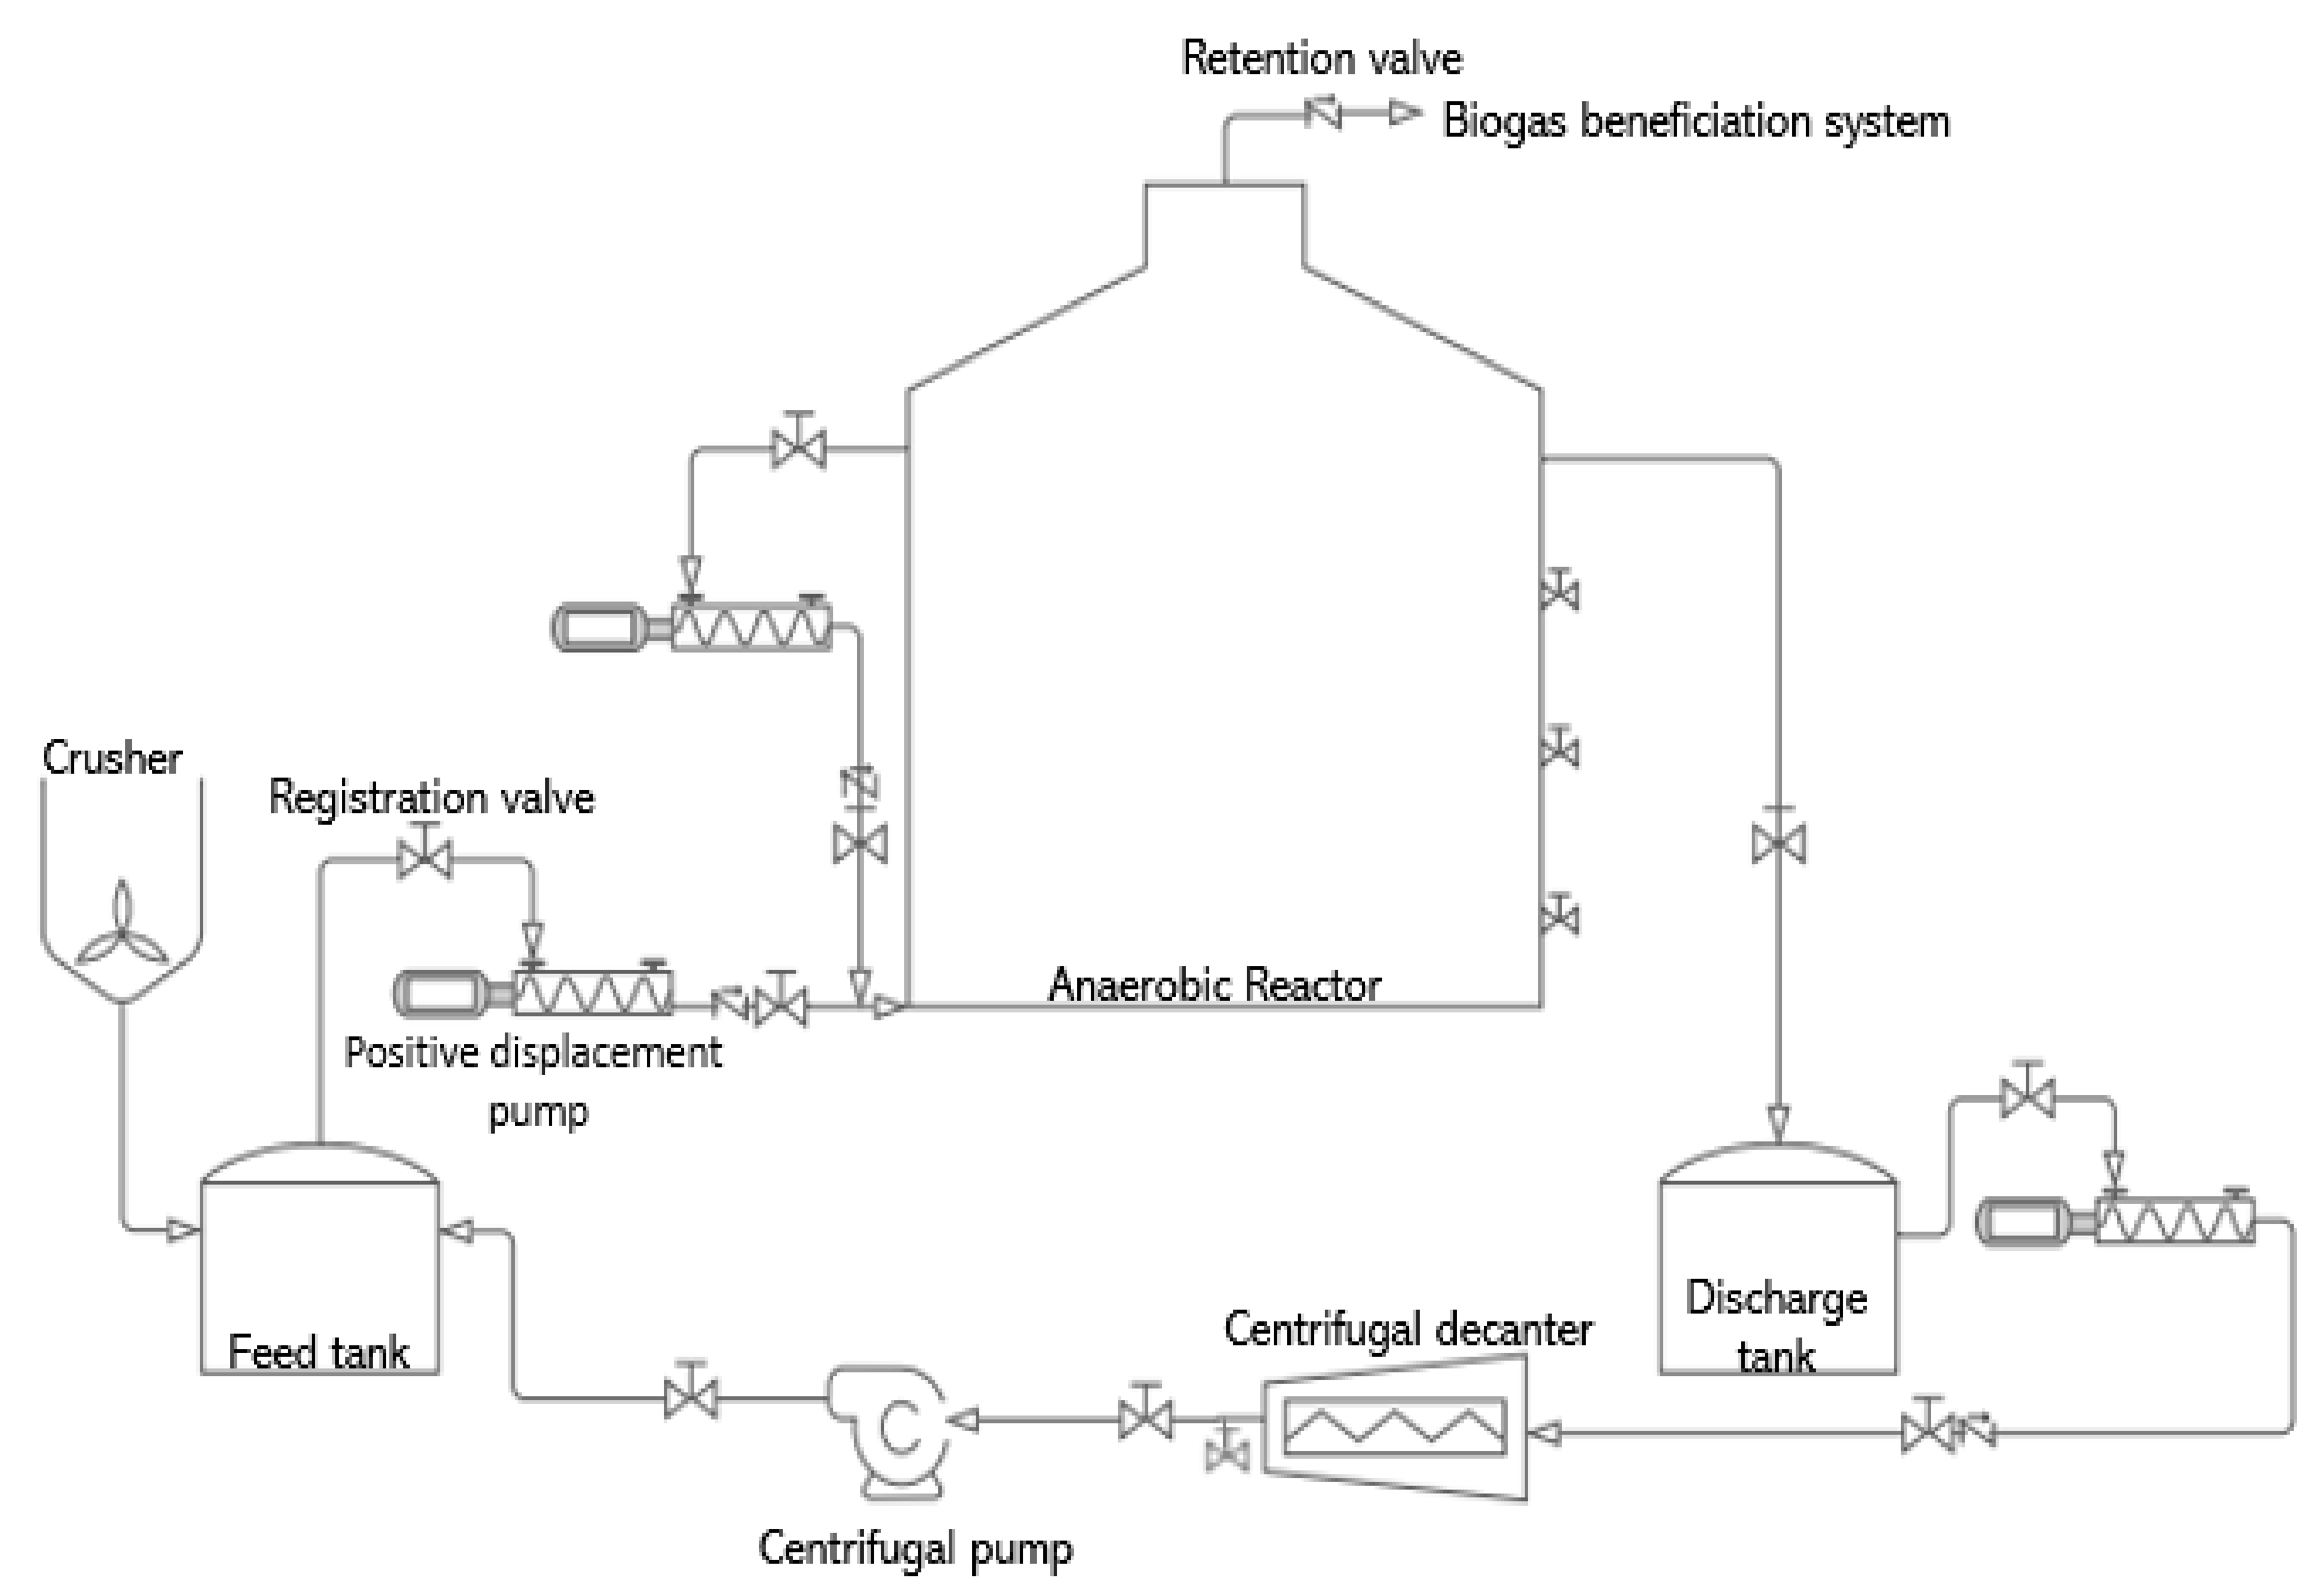 Retention valve
Biogas beneficiation system
Crusher
Registration valve
Anaerobic Reactor
Positive displacement
pump
Discharge
tank
Centrifugal decanter
Feed tank
C
Centrifugal pump